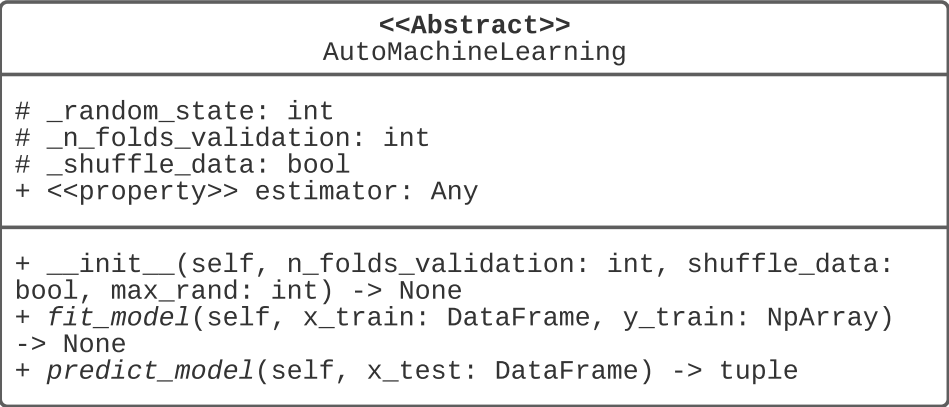 <<Abstract>>
AutoMachineLearning
# _random_state: int
# _n_folds_validation: int
# _shuffle_data: bool
+ <<property>> estimator: Any
+ __init__(self, n_folds_validation: int, shuffle_data:
bool, max_rand: int) -> None
+ fit_model(self, x_train: DataFrame, y_train: NpArray)
-> None
+ predict_model(self, x_test: DataFrame) -> tuple